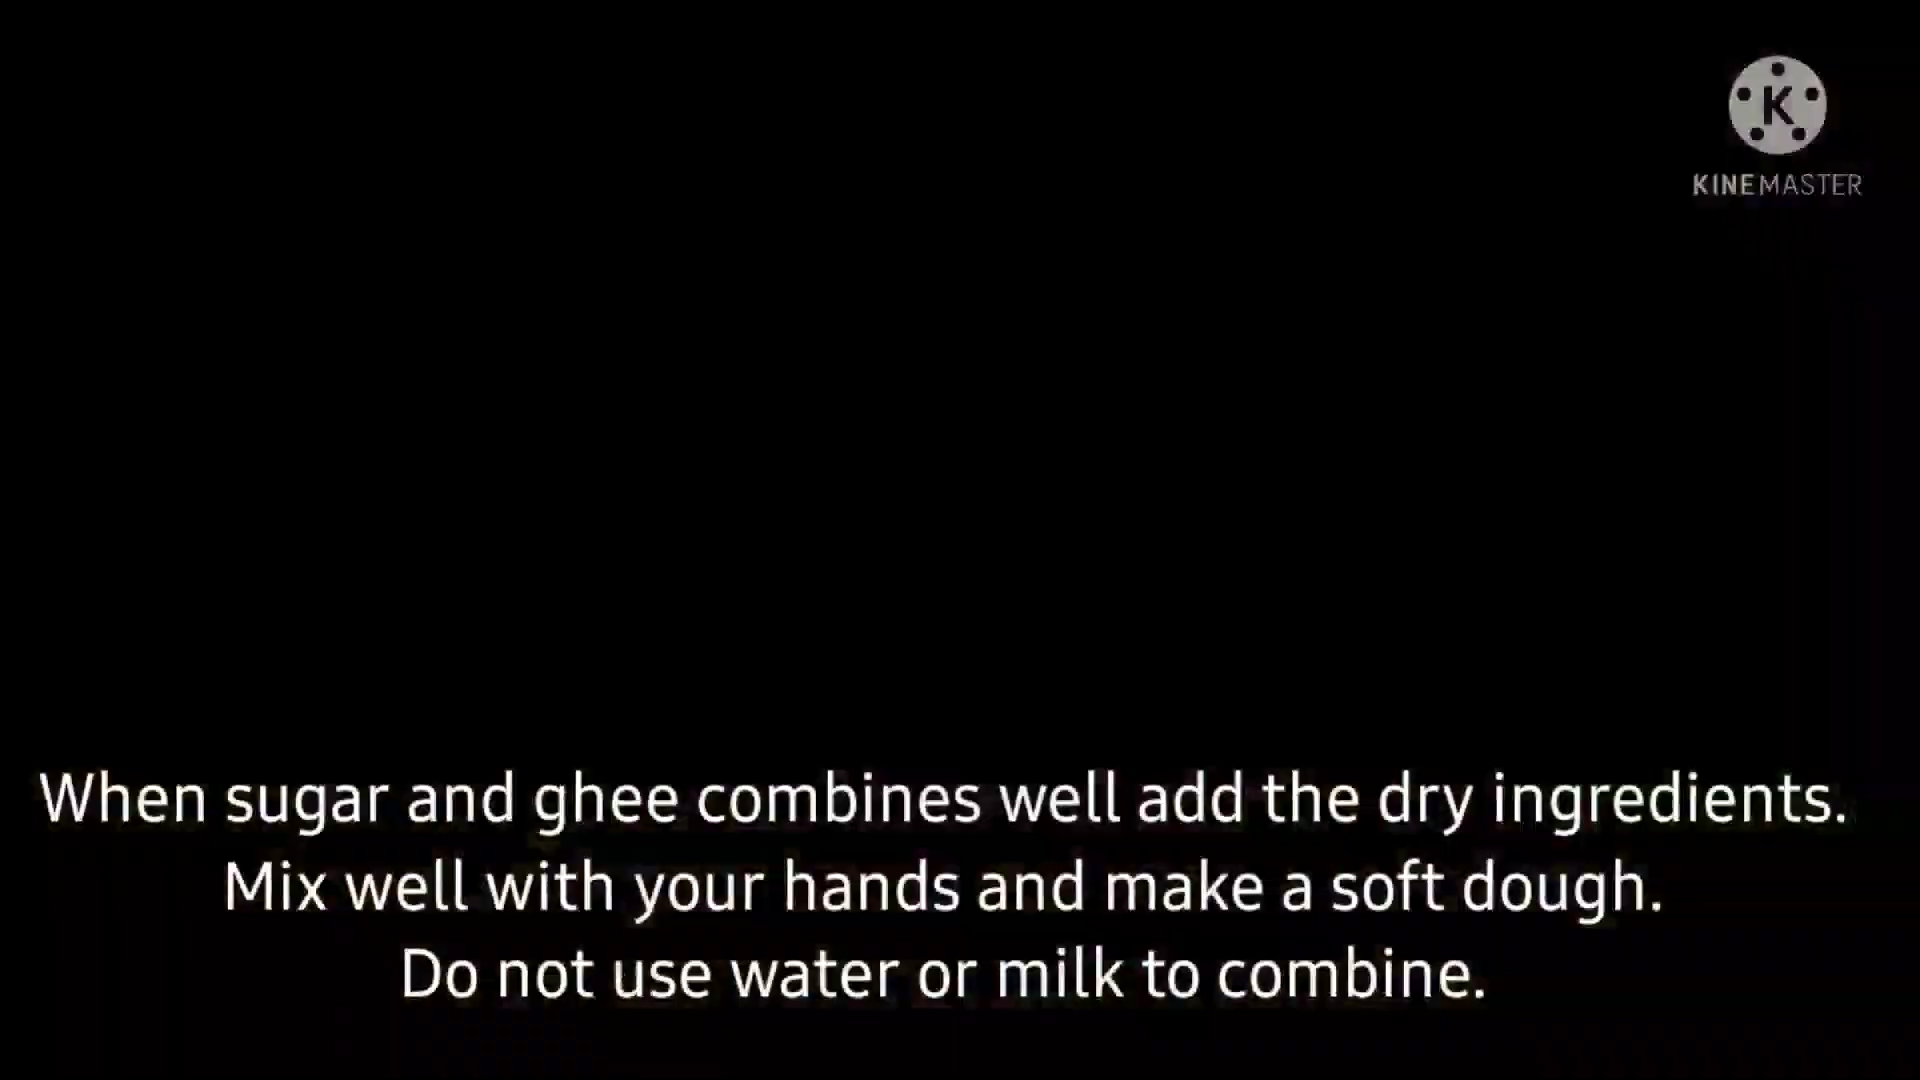 K
KINEMASTER
When sugar and ghee combines well add the dry ingredients.
Mix well with your hands and make a soft dough.
Do not use water or milk to combine.